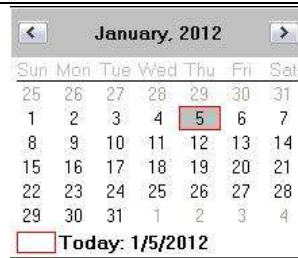 January, 2012
Sun Mon Tue Wed Thu Fri Sat
25 26 27 28 29 30 31
1 2 3 4 5 6 7
8 9 10 11 12 13 14
15 16 17 18 19 20 21
22 23 24 25 26 27 28
29 30 31 1 2 3 4
Today: 1/5/2012